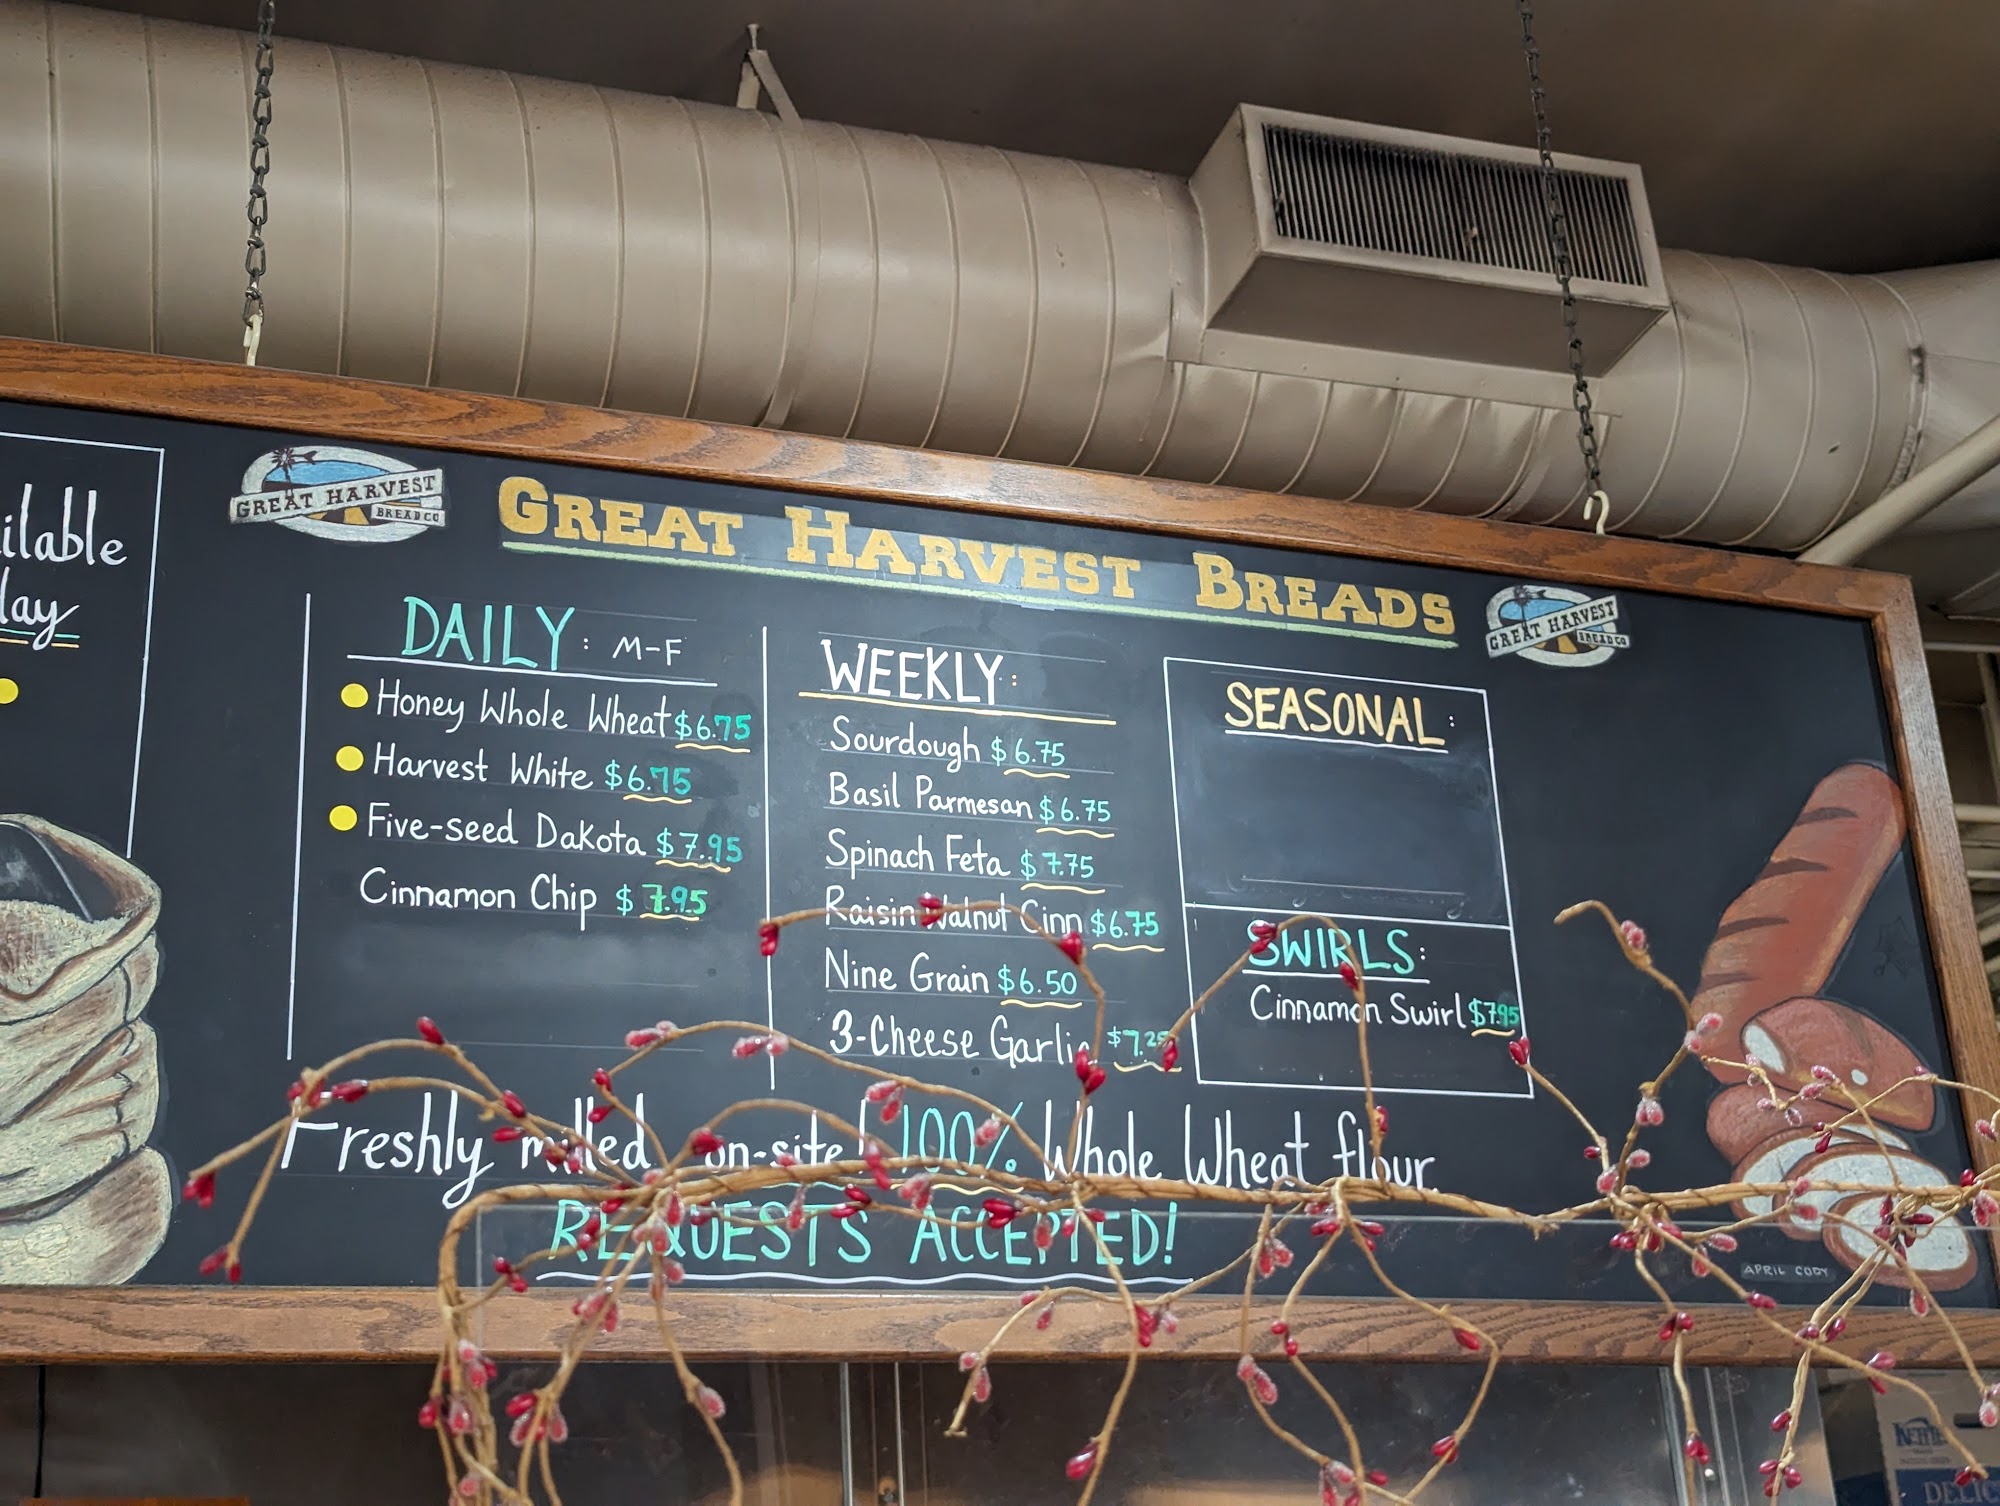 GREAT HARVEST
BREAD CO
GREAT HARVEST BREADS
GREAT HARVEST
BREAD CO
DAILY: M-F
Honey Whole Wheat $6.75
Harvest White $6.75
Five-seed Dakota $7.95
Cinnamon Chip $7.95
WEEKLY:
Sourdough $6.75
Basil Parmesan $6.75
Spinach Feta $7.75
Raisin Walnut Cinn $6.75
Nine Grain $6.50
3-Cheese Garlic $7.25
SEASONAL:
SWIRLS:
Cinnamon Swirl $7.95
Freshly milled on-site! 100% Whole Wheat flour.
REQUESTS ACCEPTED!
APRIL CODY